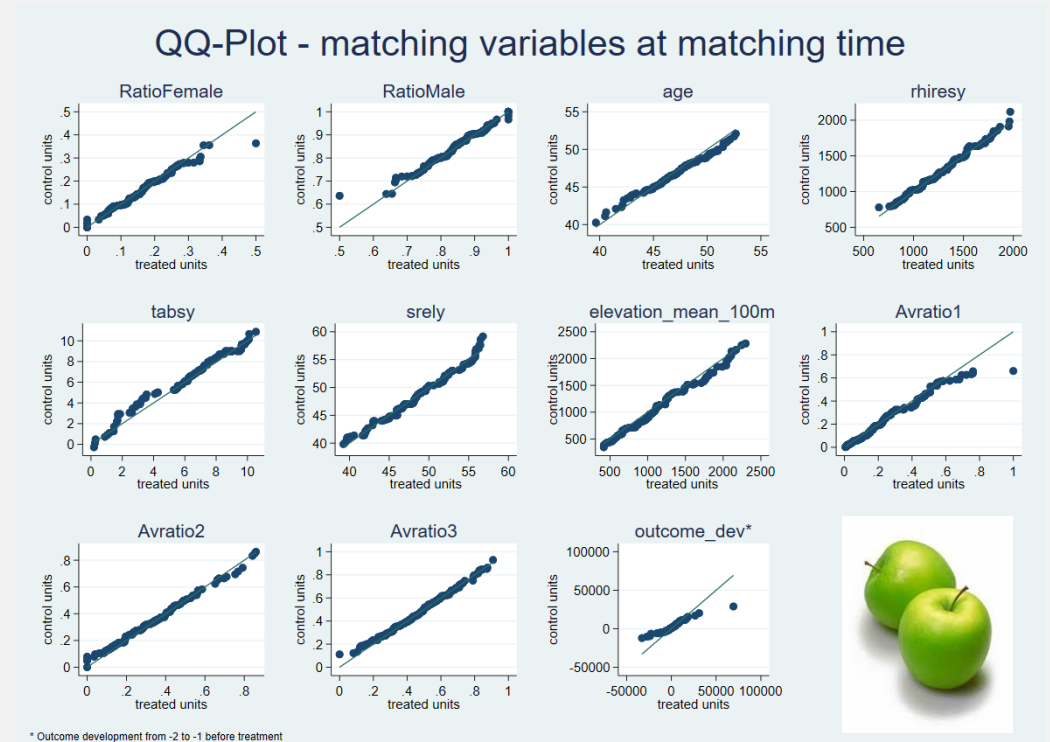 QQ-Plot - matching variables at matching time
RatioFemale
control units
.5
.4
.3
.2
.1
0
0 .1 .2 .3 .4 .5
treated units
RatioMale
control units
1
.9
.8
.7
.6
.5
.5 .6 .7 .8 .9 1
treated units
age
control units
55
50
45
40
40 45 50 55
treated units
rhiresy
control units
2000
1500
1000
500
500 1000 1500 2000
treated units
tabsy
control units
10
8
6
4
2
0
0 2 4 6 8 10
treated units
srely
control units
60
55
50
45
40
40 45 50 55 60
treated units
elevation_mean_100m
control units
2500
2000
1500
1000
500
500 1000 1500 2000 2500
treated units
Avratio1
control units
1
.8
.6
.4
.2
0
0 .2 .4 .6 .8 1
treated units
Avratio2
control units
.8
.6
.4
.2
0
0 .2 .4 .6 .8
treated units
Avratio3
control units
1
.8
.6
.4
.2
0
0 .2 .4 .6 .8 1
treated units
outcome_dev*
control units
100000
50000
0
-50000
-50000 0 50000 100000
treated units
* Outcome development from -2 to -1 before treatment